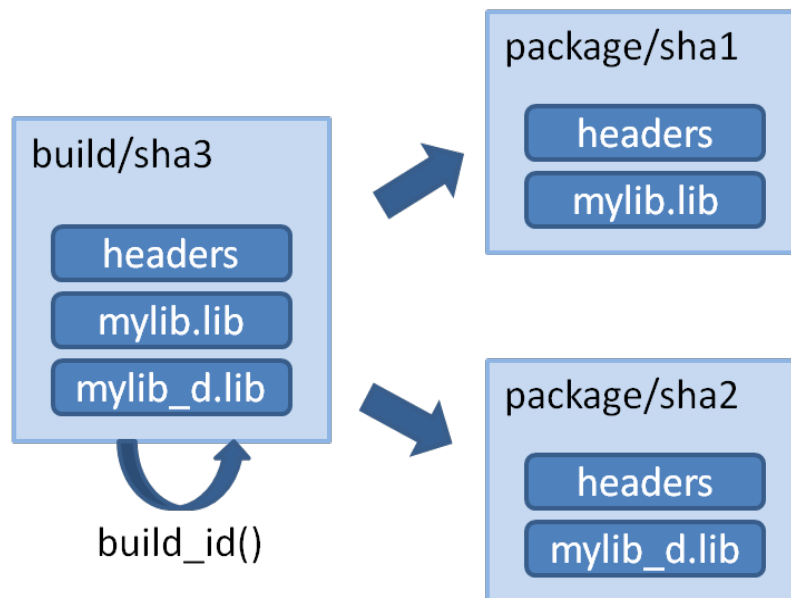 build/sha3
headers
mylib.lib
mylib_d.lib
build_id()
package/sha1
headers
mylib.lib
package/sha2
headers
mylib_d.lib